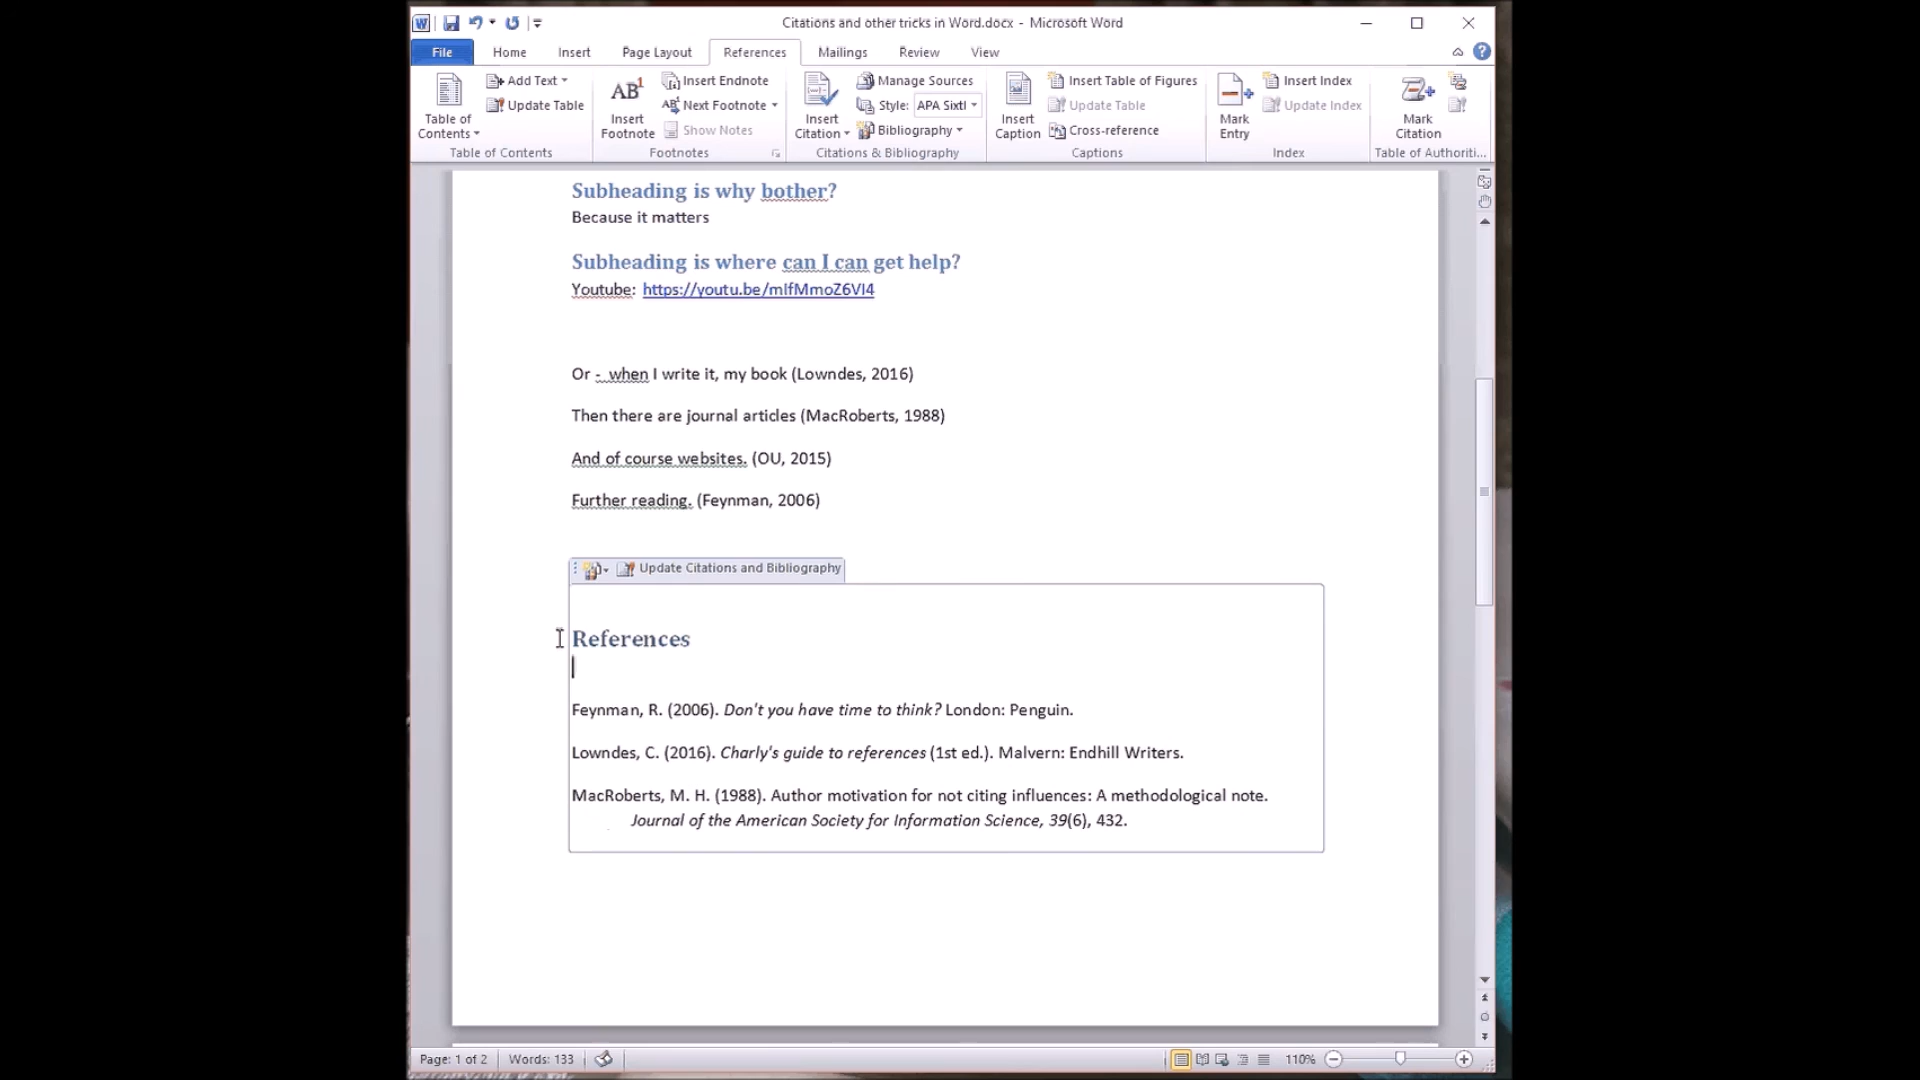 Citations and other tricks in Word.docx - Microsoft Word
File Home Insert Page Layout References Mailings Review View
Table of Contents
Add Text
Update Table
Table of Contents
AB1
Insert Footnote
Insert Endnote
Next Footnote
Show Notes
Footnotes
Insert Citation
Manage Sources
Style: APA Sixtl
Bibliography
Citations & Bibliography
Insert Caption
Insert Table of Figures
Update Table
Cross-reference
Captions
Mark Entry
Insert Index
Update Index
Index
Mark Citation
Table of Authoriti...
Subheading is why bother?
Because it matters
Subheading is where can I can get help?
Youtube: https://youtu.be/mIfMmoZ6VI4
Or - when I write it, my book (Lowndes, 2016)
Then there are journal articles (MacRoberts, 1988)
And of course websites. (OU, 2015)
Further reading. (Feynman, 2006)
Update Citations and Bibliography
References
Feynman, R. (2006). Don't you have time to think? London: Penguin.
Lowndes, C. (2016). Charly's guide to references (1st ed.). Malvern: Endhill Writers.
MacRoberts, M. H. (1988). Author motivation for not citing influences: A methodological note.
Journal of the American Society for Information Science, 39(6), 432.
Page: 1 of 2 Words: 133 110%